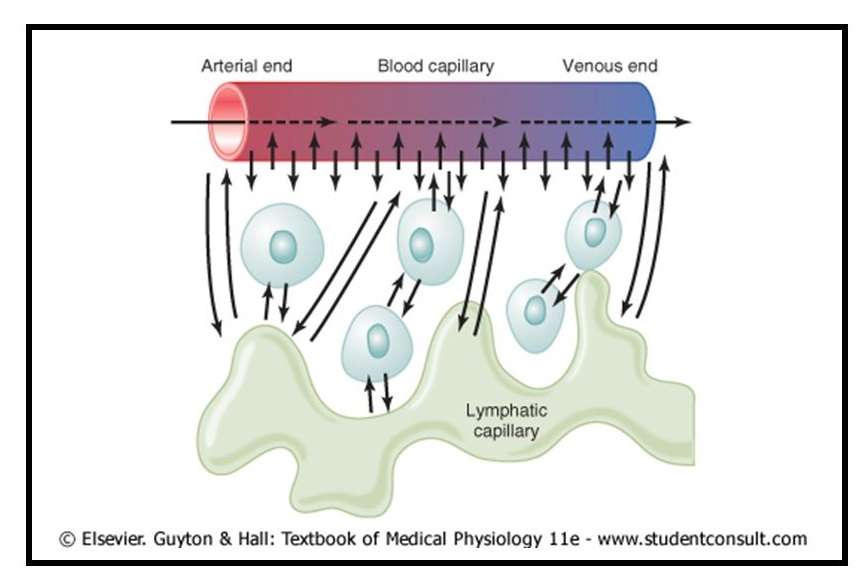 Arterial end
Blood capillary
Venous end
Lymphatic
capillary
© Elsevier. Guyton & Hall: Textbook of Medical Physiology 11e - www.studentconsult.com